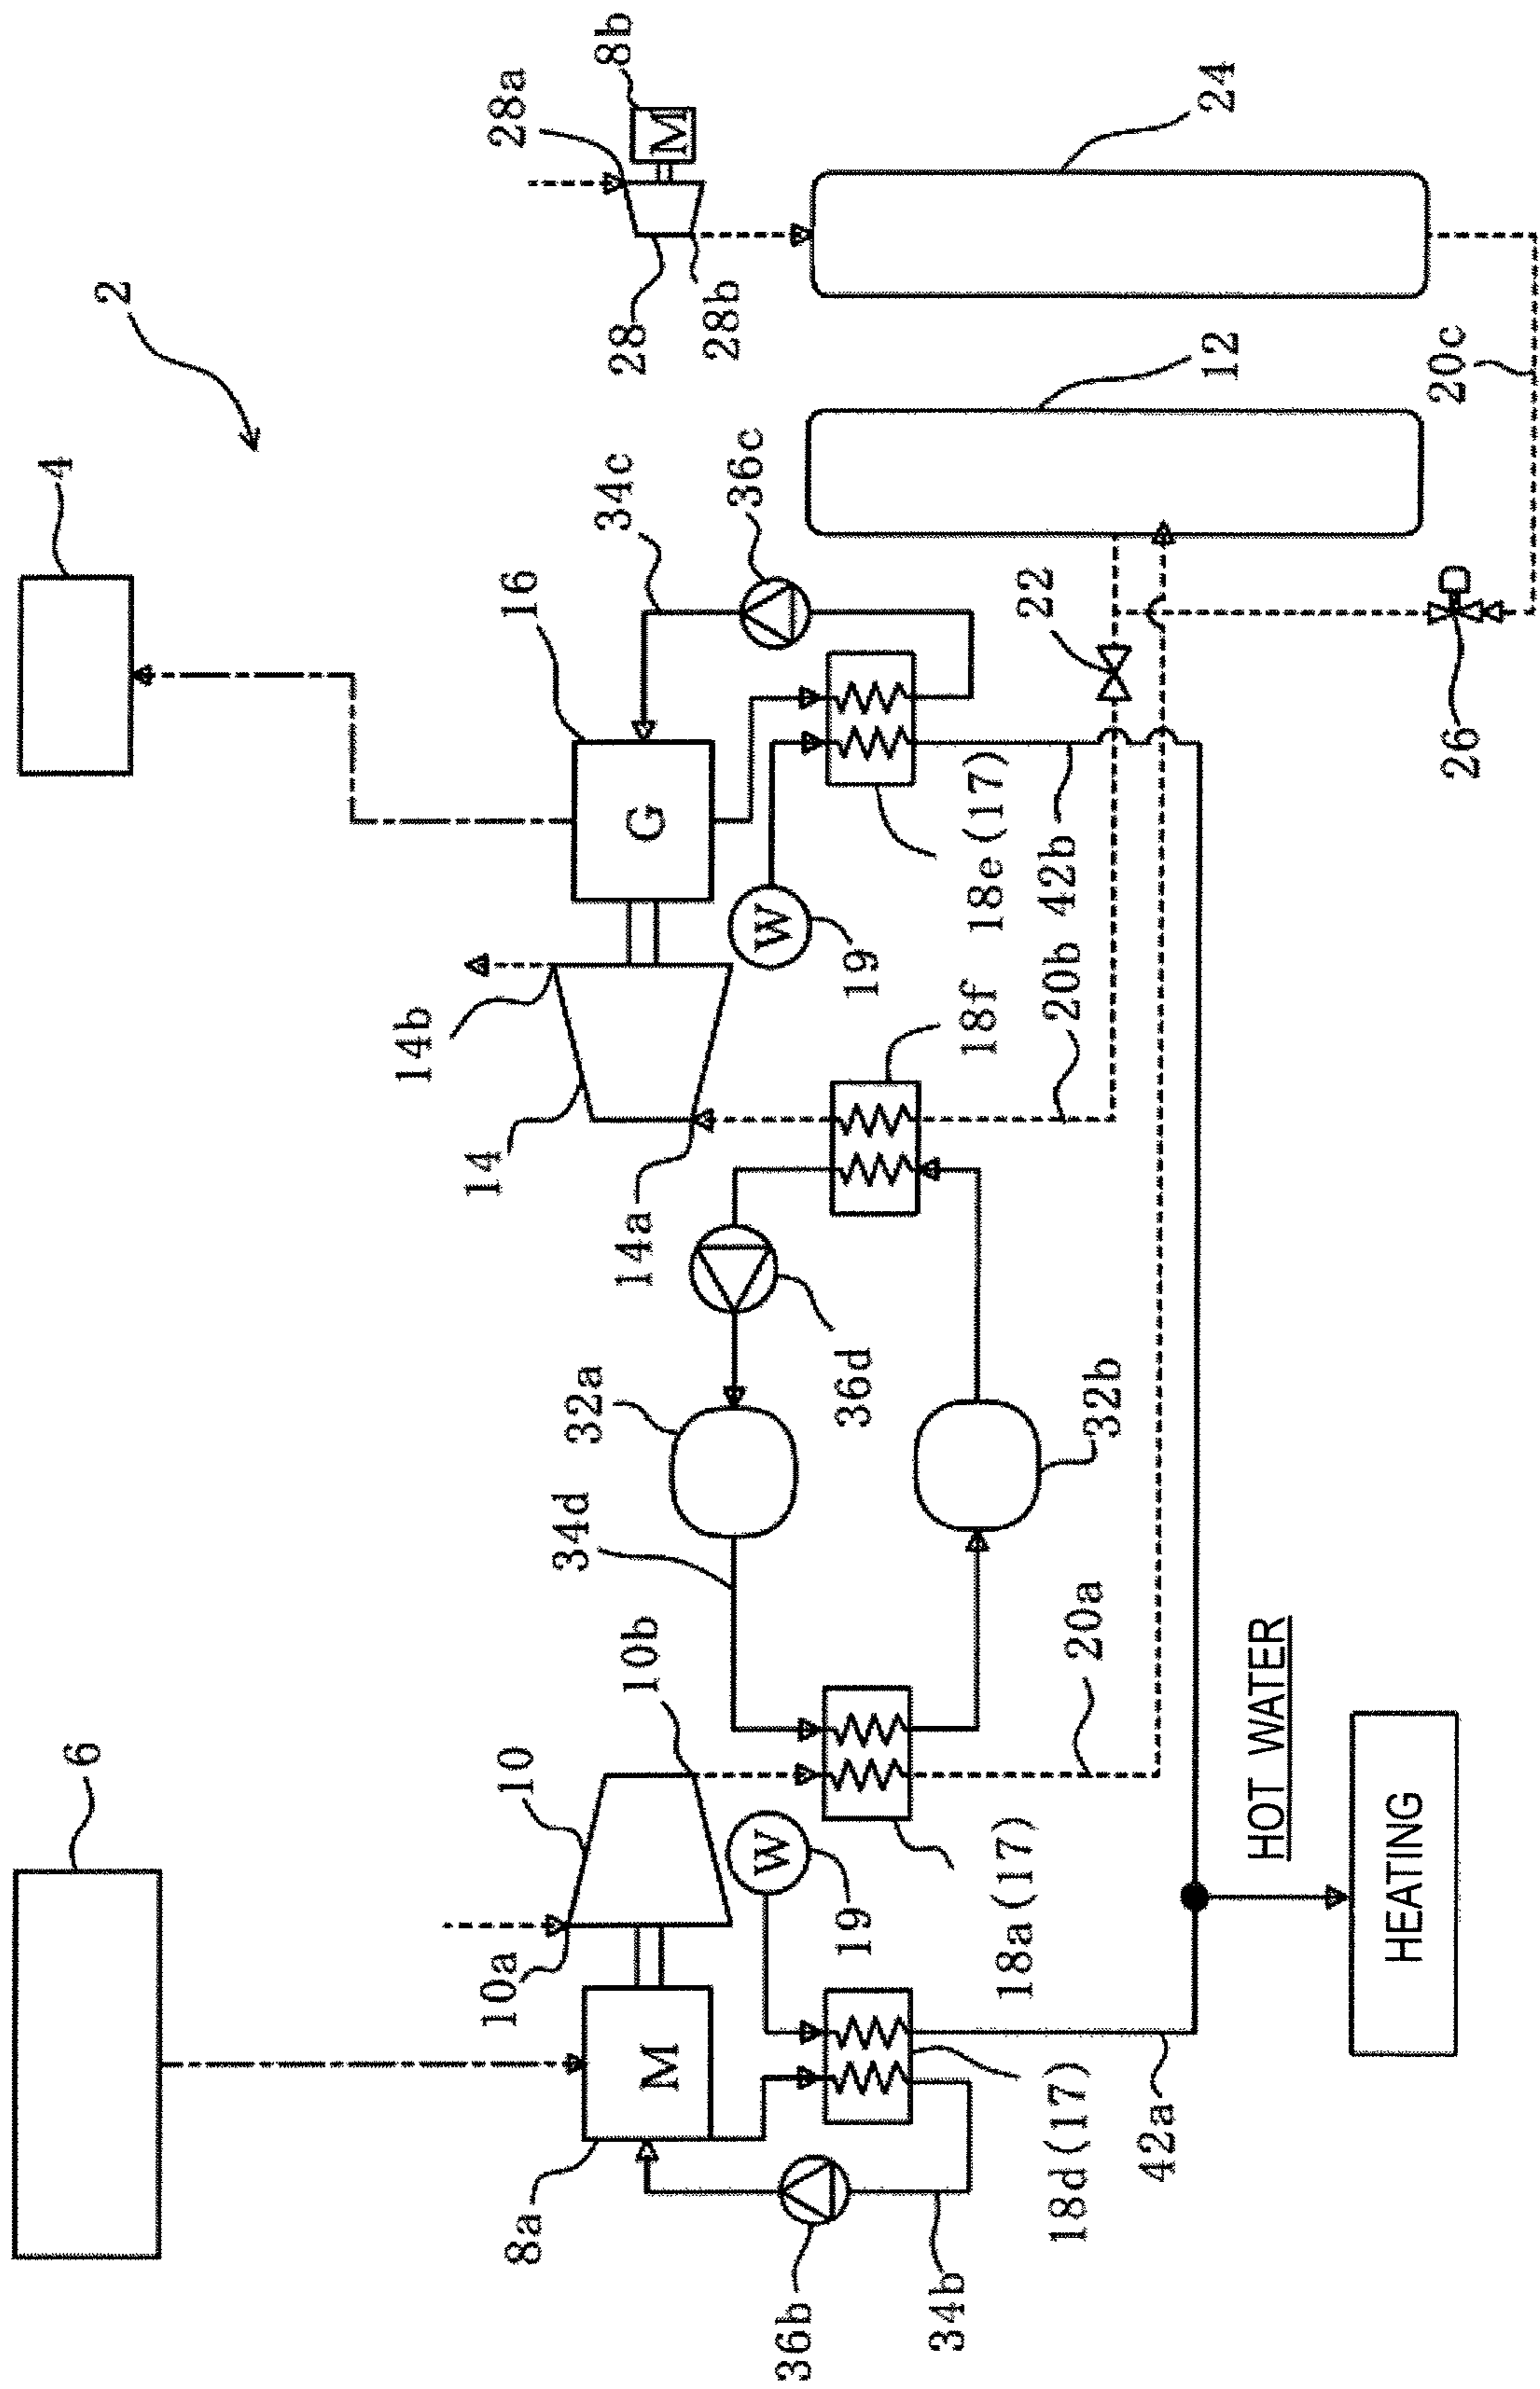 6
4
2
14b
10a
10
14
16
28a
8a
34d
32a
34c
8b
10b
14a
28
M
G
M
28b
36c
W
W
36b
19
36d
19
34b
18f
18e(17)
18a(17)
22
18d(17)
20a
32b
20b
42b
42a
12
24
HOT WATER
HEATING
26
20c